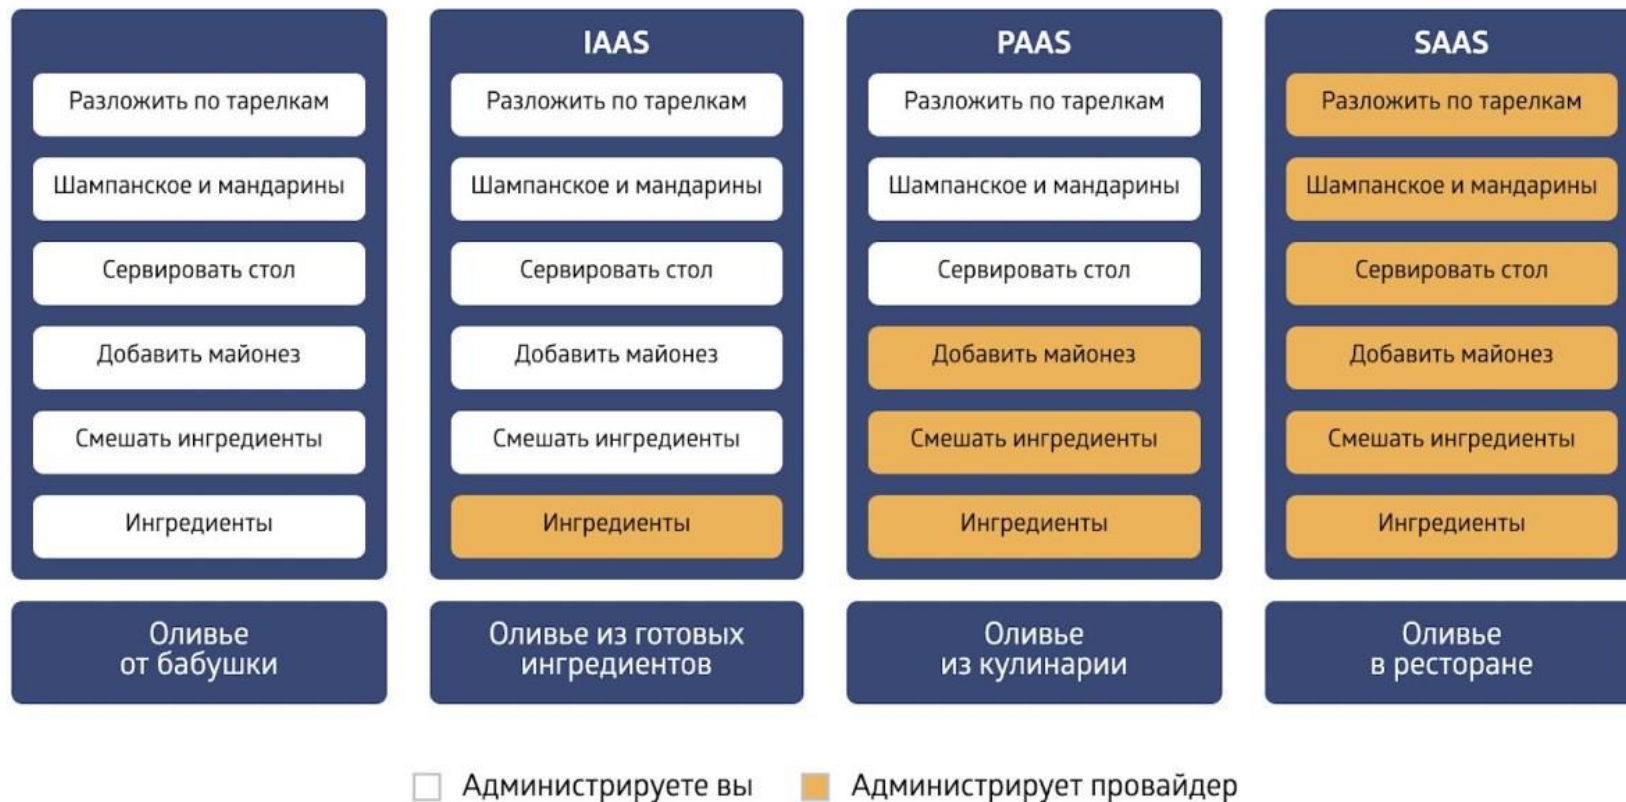 Разложить по тарелкам
Шампанское и мандарины
Сервировать стол
Добавить майонез
Смешать ингредиенты
Ингредиенты
Оливье
от бабушки
IAAS
Разложить по тарелкам
Шампанское и мандарины
Сервировать стол
Добавить майонез
Смешать ингредиенты
Ингредиенты
Оливье из готовых
ингредиентов
PAAS
Разложить по тарелкам
Шампанское и мандарины
Сервировать стол
Добавить майонез
Смешать ингредиенты
Ингредиенты
Оливье
из кулинарии
SAAS
Разложить по тарелкам
Шампанское и мандарины
Сервировать стол
Добавить майонез
Смешать ингредиенты
Ингредиенты
Оливье
в ресторане
Администрируете вы
Администрирует провайдер